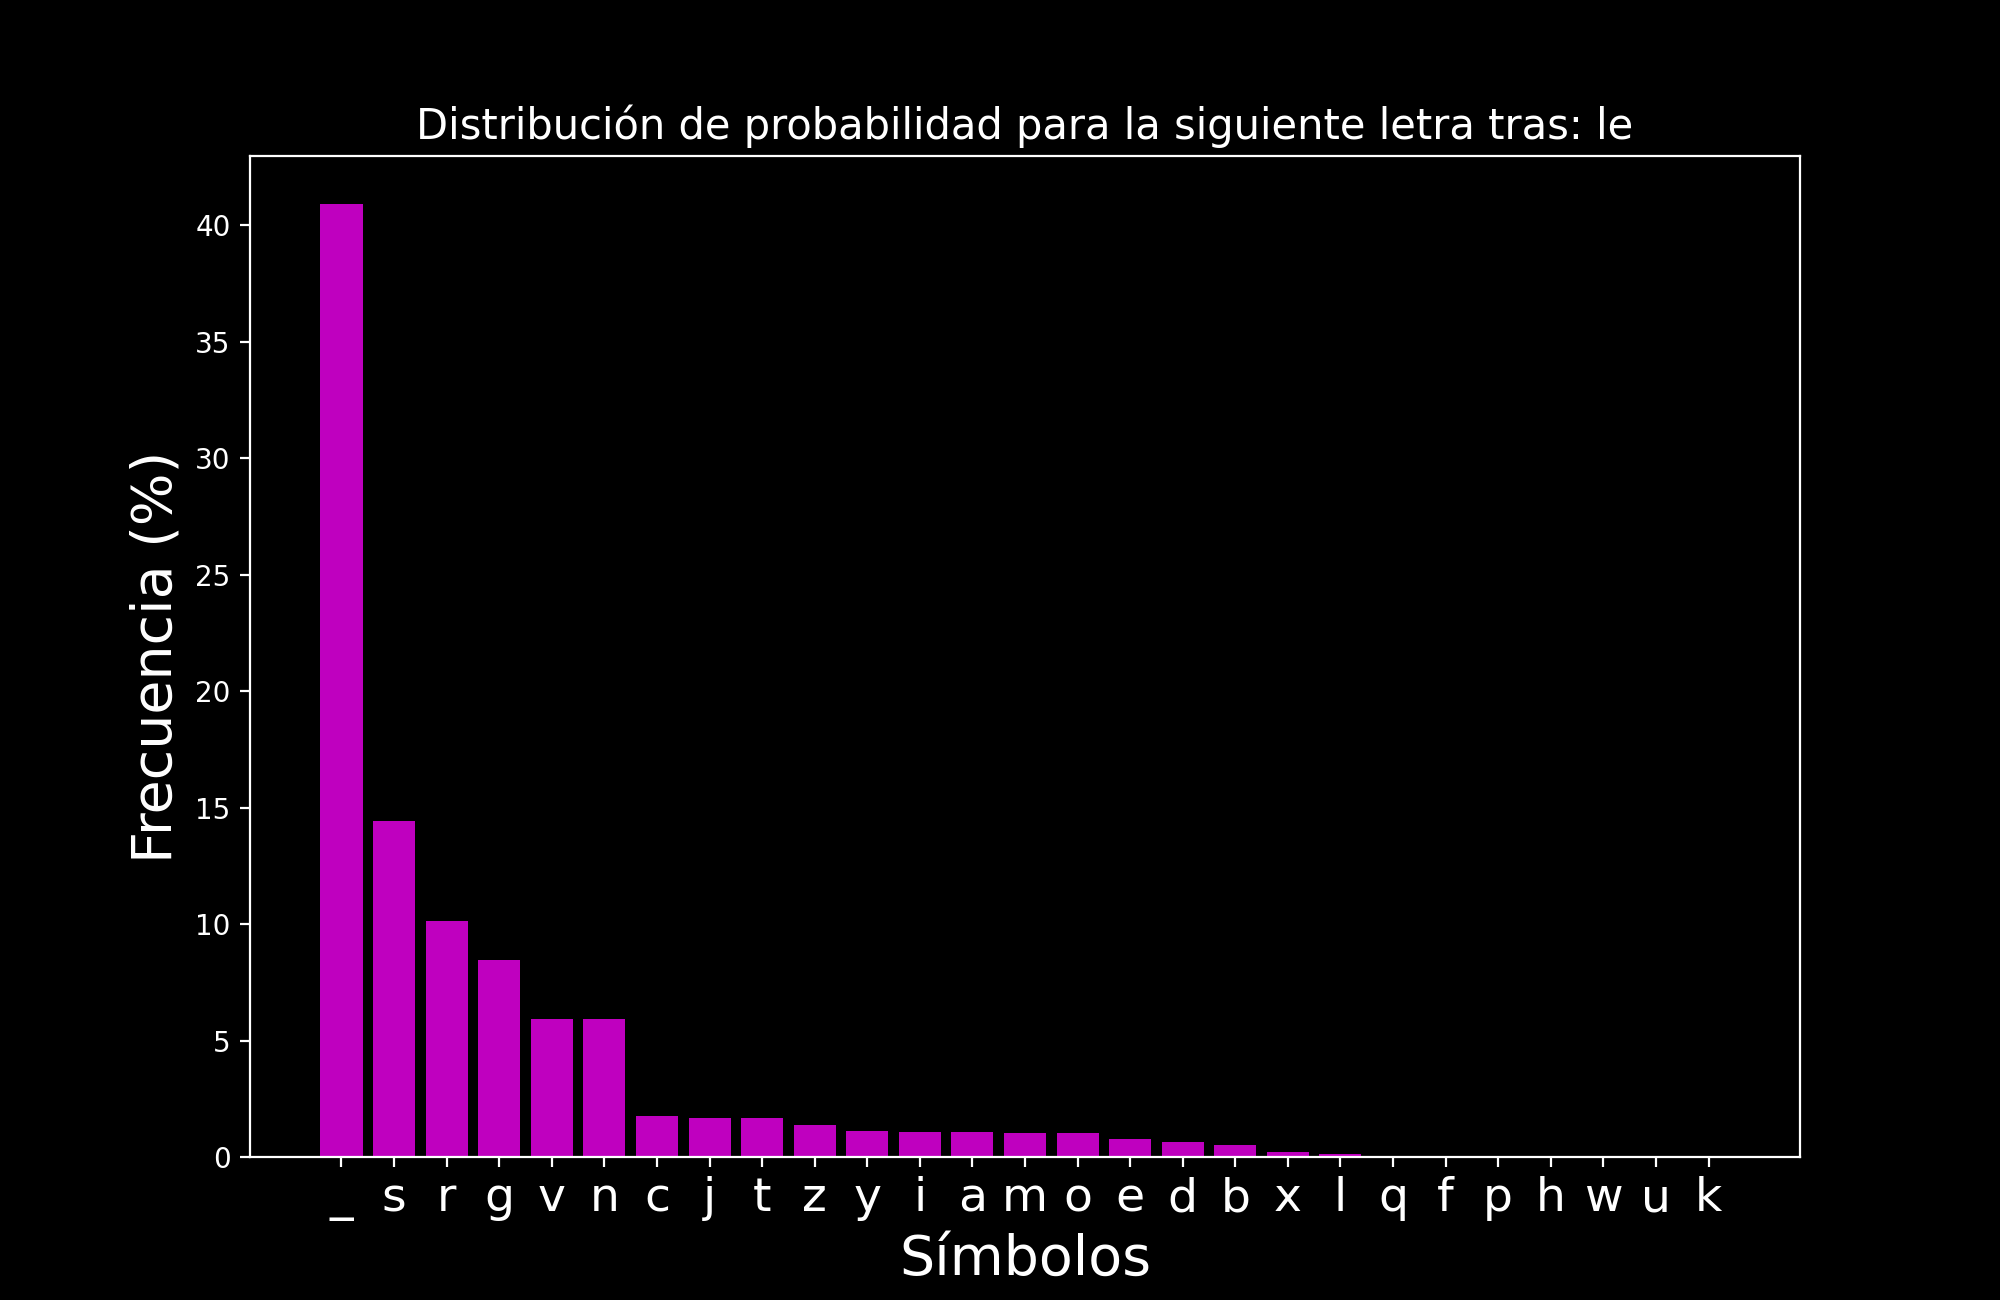 Distribución de probabilidad para la siguiente letra tras: le
Frecuencia (%)
40
35
30
25
20
15
10
5
0
_ s r g v n c j t z y i a m o e d b x l q f p h w u k
Símbolos